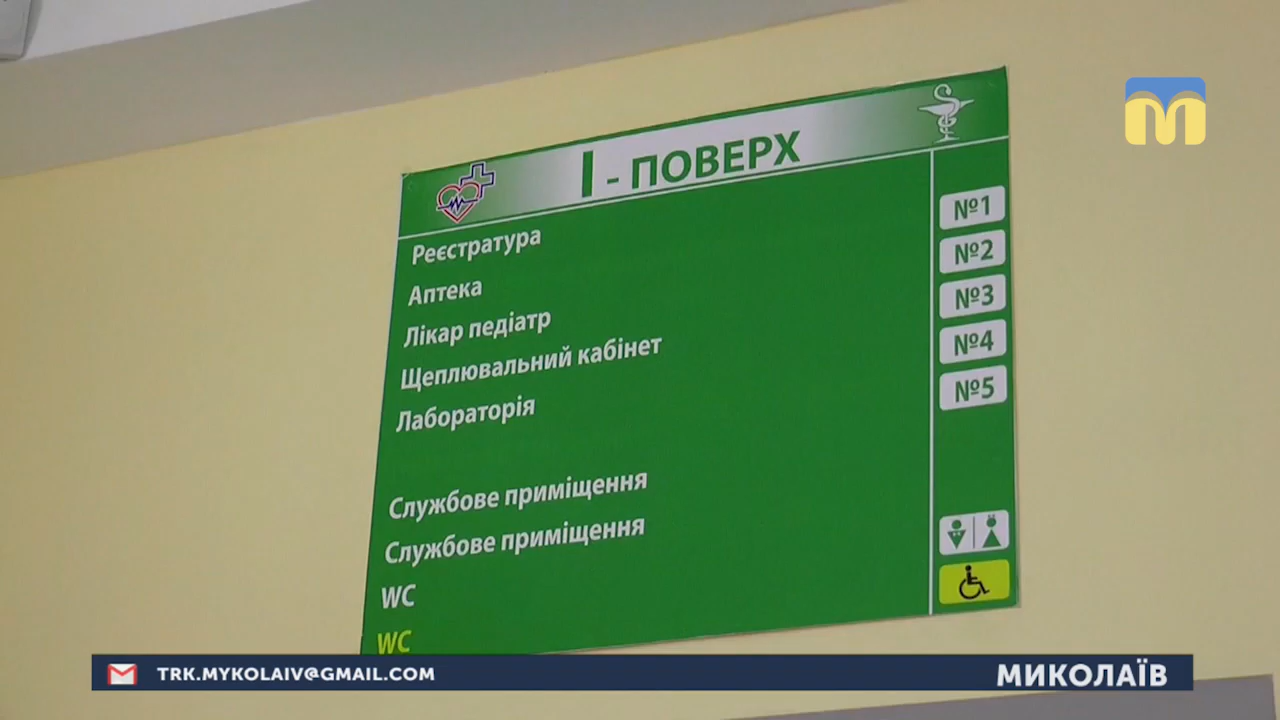 І - ПОВЕРХ
Реєстратура №1
Аптека №2
Лікар педіатр №3
Щеплювальний кабінет №4
Лабораторія №5
Службове приміщення
Службове приміщення
WC
WC
TRK.MYKOLAIV@GMAIL.COM
МИКОЛАЇВ